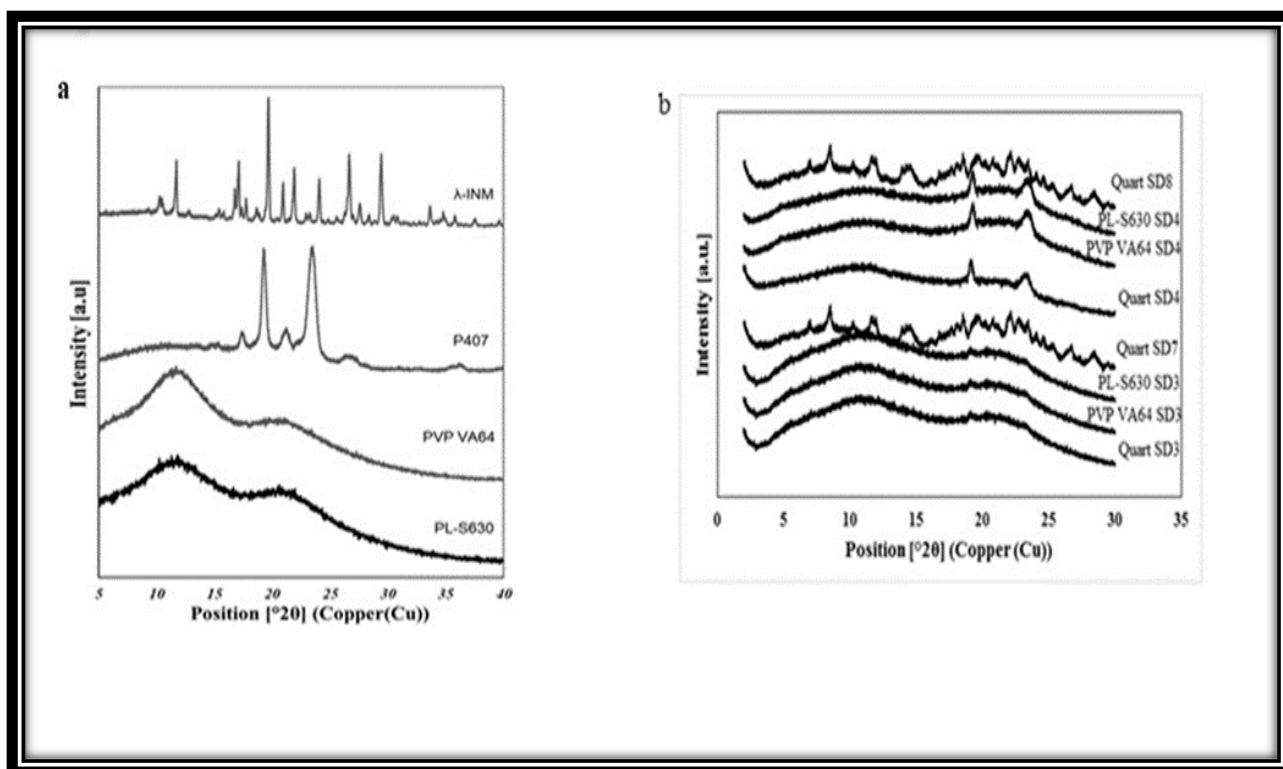 a
λ-INM
P407
PVP VA64
PL-S630
Intensity [a.u]
5 10 15 20 25 30 35 40
Position [°2θ] (Copper(Cu))
b
Quart SD8
PL-S630 SD4
PVP VA64 SD4
Quart SD4
Quart SD7
PL-S630 SD3
PVP VA64 SD3
Quart SD3
Intensity [a.u.]
0 5 10 15 20 25 30 35
Position [°2θ] (Copper (Cu))